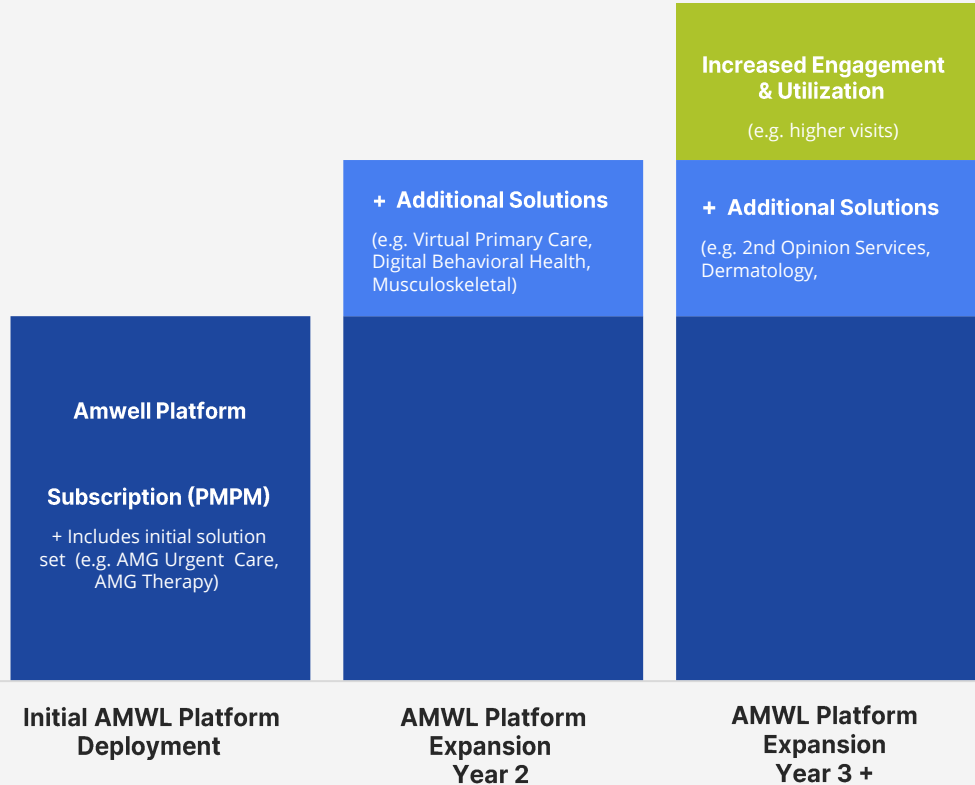 Increased Engagement
& Utilization
(e.g. higher visits)
+ Additional Solutions
(e.g. Virtual Primary Care,
Digital Behavioral Health,
Musculoskeletal)
+ Additional Solutions
(e.g. 2nd Opinion Services,
Dermatology,
Amwell Platform
Subscription (PMPM)
+ Includes initial solution
set (e.g. AMG Urgent Care,
AMG Therapy)
Initial AMWL Platform
Deployment
AMWL Platform
Expansion
Year 2
AMWL Platform
Expansion
Year 3 +